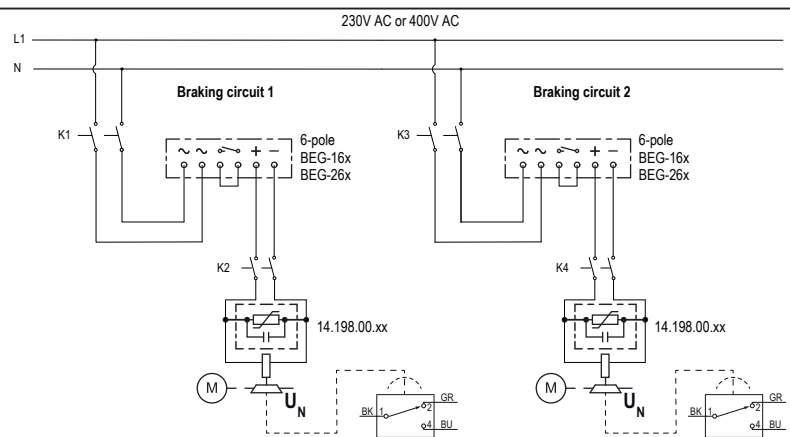 230V AC or 400V AC
L1
N
Braking circuit 1
Braking circuit 2
K1
6-pole
BEG-16x
BEG-26x
K3
6-pole
BEG-16x
BEG-26x
~ ~ + −
~ ~ + −
K2
K4
14.198.00.xx
14.198.00.xx
M
UN
BK 1 2 GR
4 BU
M
UN
BK 1 2 GR
4 BU